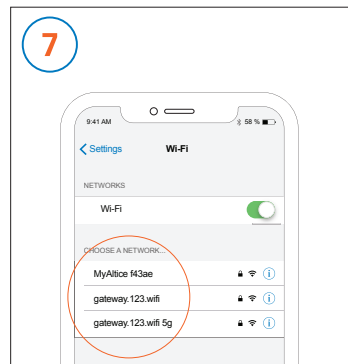 7
9:41 AM 58 %
Settings Wi-Fi
NETWORKS
Wi-Fi
CHOOSE A NETWORK...
MyAltice f43ae
gateway.123.wifi
gateway.123.wifi 5g